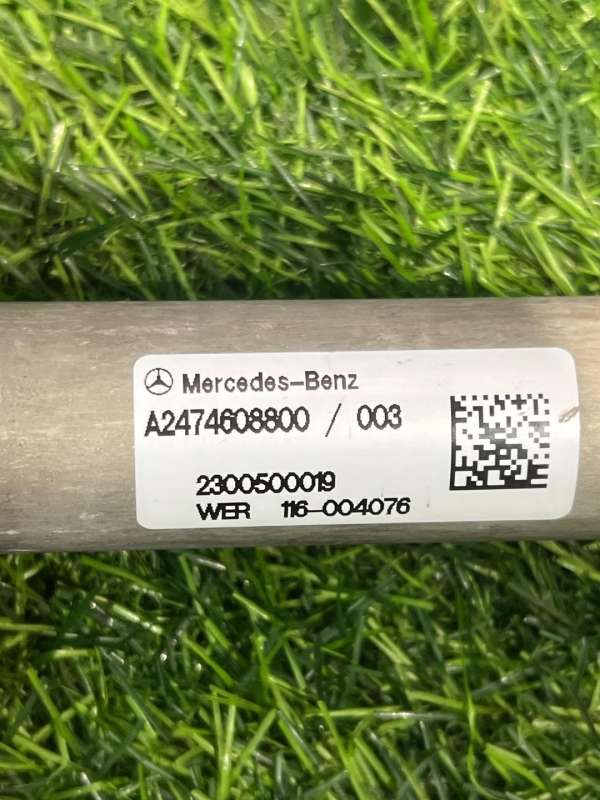 Mercedes-Benz
A2474608800 / 003
2300500019
WER 116-004076